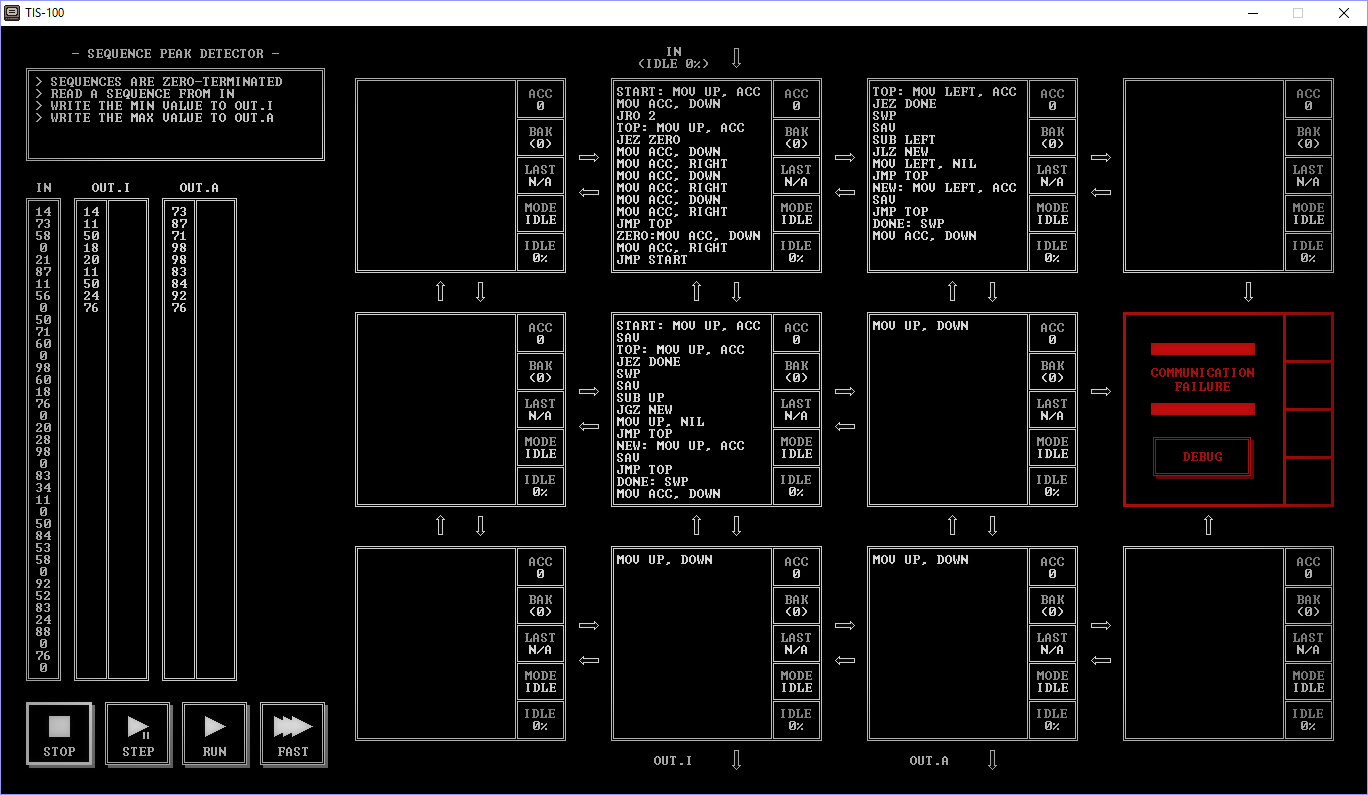 TIS-100
- SEQUENCE PEAK DETECTOR -
> SEQUENCES ARE ZERO-TERMINATED
> READ A SEQUENCE FROM IN
> WRITE THE MIN VALUE TO OUT.I
> WRITE THE MAX VALUE TO OUT.A
IN OUT.I OUT.A
14 14 73
73 11 87
58 50 71
0 18 98
21 20 98
87 11 83
11 50 84
56 24 92
0 76 76
50
71
60
0
98
60
18
76
0
20
28
98
0
83
34
11
0
50
84
53
58
0
92
52
83
24
88
0
76
0
STOP
STEP
RUN
FAST
IN
(IDLE 0%)
ACC
0
BAK
(0)
LAST
N/A
MODE
IDLE
IDLE
0%
START: MOV UP, ACC
MOV ACC, DOWN
JRO 2
TOP: MOV UP, ACC
JEZ ZERO
MOV ACC, DOWN
MOV ACC, RIGHT
MOV ACC, DOWN
MOV ACC, RIGHT
MOV ACC, DOWN
MOV ACC, RIGHT
JMP TOP
ZERO:MOV ACC, DOWN
MOV ACC, RIGHT
JMP START
ACC
0
BAK
(0)
LAST
N/A
MODE
IDLE
IDLE
0%
TOP: MOV LEFT, ACC
JEZ DONE
SWP
SAV
SUB LEFT
JLZ NEW
MOV LEFT, NIL
JMP TOP
NEW: MOV LEFT, ACC
SAV
JMP TOP
DONE: SWP
MOV ACC, DOWN
ACC
0
BAK
(0)
LAST
N/A
MODE
IDLE
IDLE
0%
ACC
0
BAK
(0)
LAST
N/A
MODE
IDLE
IDLE
0%
ACC
0
BAK
(0)
LAST
N/A
MODE
IDLE
IDLE
0%
START: MOV UP, ACC
SAV
TOP: MOV UP, ACC
JEZ DONE
SWP
SAV
SUB UP
JGZ NEW
MOV UP, NIL
JMP TOP
NEW: MOV UP, ACC
SAV
JMP TOP
DONE: SWP
MOV ACC, DOWN
ACC
0
BAK
(0)
LAST
N/A
MODE
IDLE
IDLE
0%
MOV UP, DOWN
ACC
0
BAK
(0)
LAST
N/A
MODE
IDLE
IDLE
0%
COMMUNICATION
FAILURE
DEBUG
ACC
0
BAK
(0)
LAST
N/A
MODE
IDLE
IDLE
0%
MOV UP, DOWN
ACC
0
BAK
(0)
LAST
N/A
MODE
IDLE
IDLE
0%
MOV UP, DOWN
ACC
0
BAK
(0)
LAST
N/A
MODE
IDLE
IDLE
0%
ACC
0
BAK
(0)
LAST
N/A
MODE
IDLE
IDLE
0%
OUT.I
OUT.A